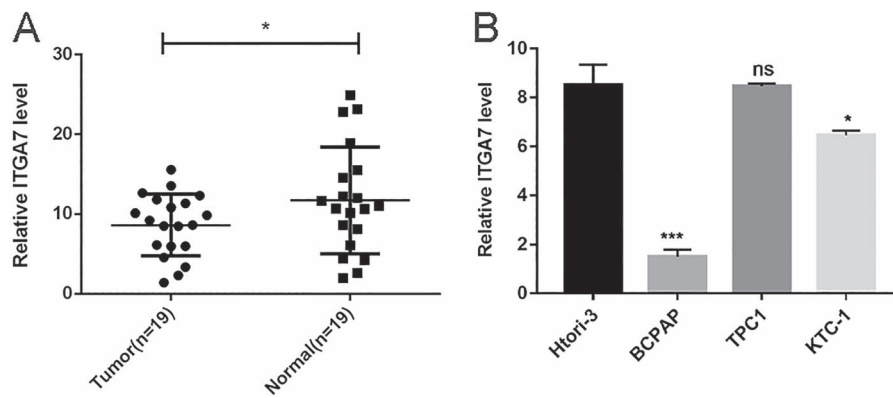 A
*
30
20
10
0
Relative ITGA7 level
Tumor(n=19)
Normal(n=19)
B
10
8
6
4
2
0
Relative ITGA7 level
***
ns
*
Htori-3
BCPAP
TPC1
KTC-1